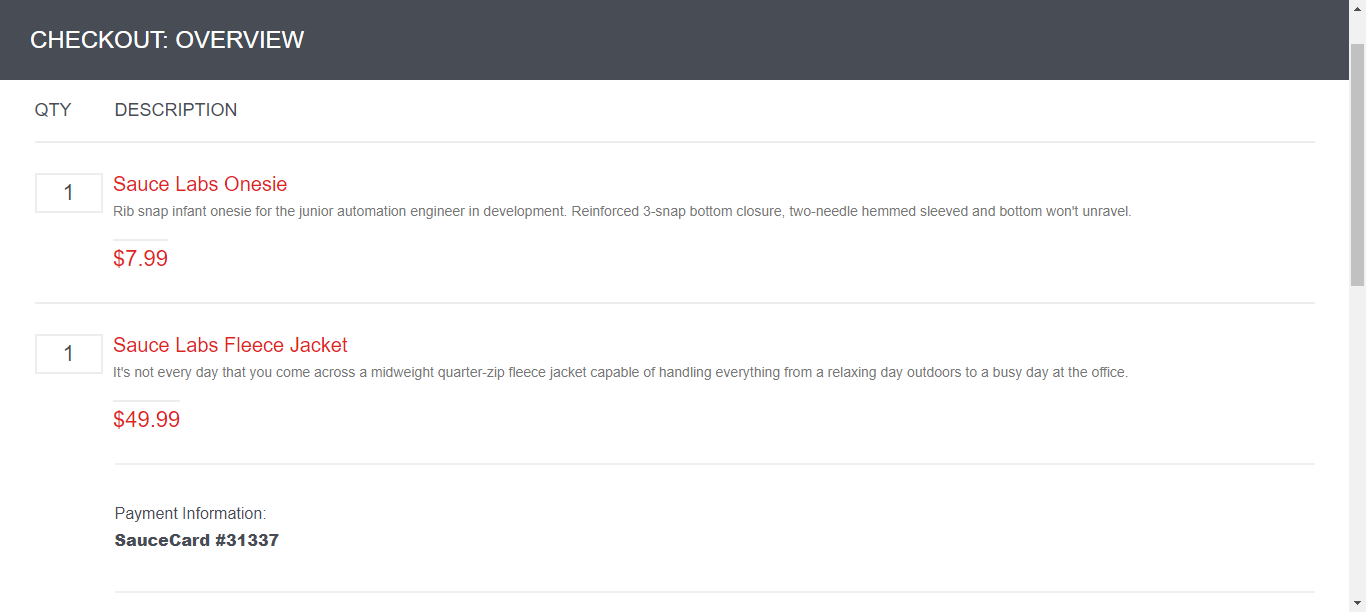 CHECKOUT: OVERVIEW
QTY DESCRIPTION
1 Sauce Labs Onesie
Rib snap infant onesie for the junior automation engineer in development. Reinforced 3-snap bottom closure, two-needle hemmed sleeved and bottom won't unravel.
$7.99
1 Sauce Labs Fleece Jacket
It's not every day that you come across a midweight quarter-zip fleece jacket capable of handling everything from a relaxing day outdoors to a busy day at the office.
$49.99
Payment Information:
SauceCard #31337